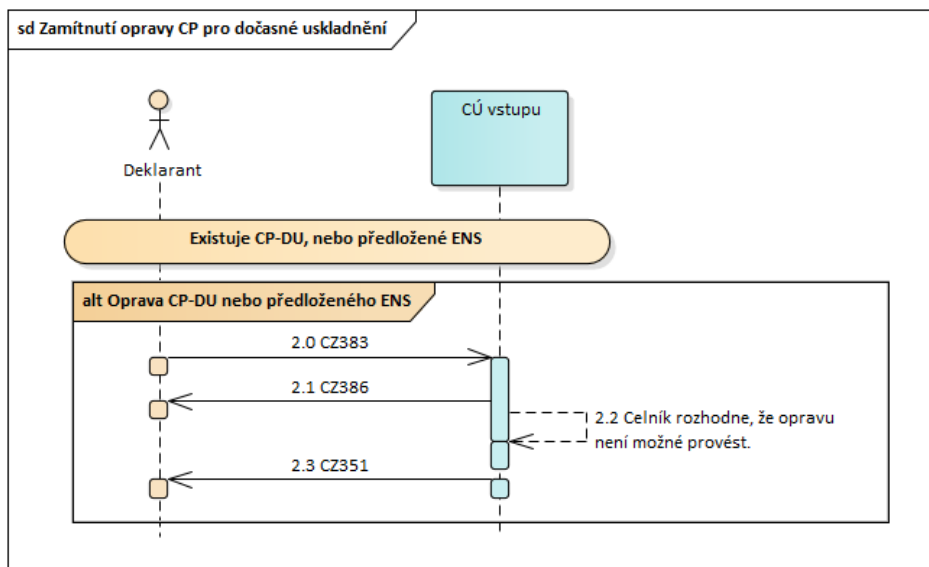 sd Zamítnutí opravy CP pro dočasné uskladnění
Deklarant
CÚ vstupu
Existuje CP-DU, nebo předložené ENS
alt Oprava CP-DU nebo předloženého ENS
2.0 CZ383
2.1 CZ386
2.2 Celník rozhodne, že opravu
není možné provést.
2.3 CZ351